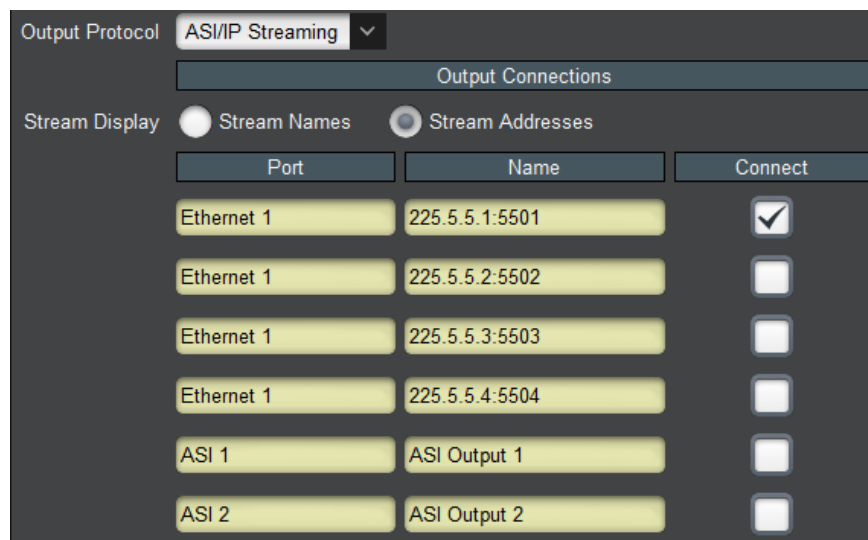 Output Protocol ASI/IP Streaming
Output Connections
Stream Display Stream Names Stream Addresses
Port Name Connect
Ethernet 1 225.5.5.1:5501
Ethernet 1 225.5.5.2:5502
Ethernet 1 225.5.5.3:5503
Ethernet 1 225.5.5.4:5504
ASI 1 ASI Output 1
ASI 2 ASI Output 2